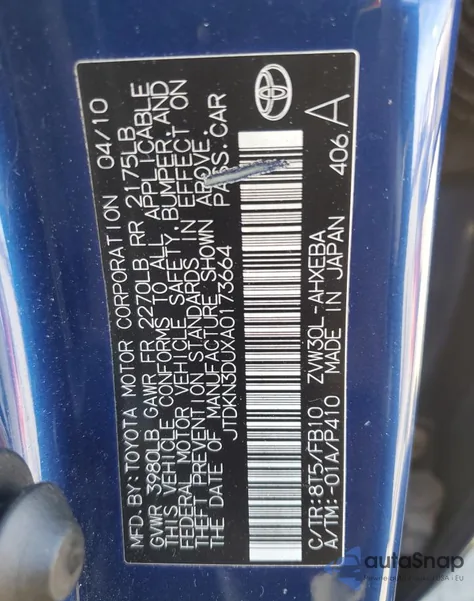 MFD. BY: TOYOTA MOTOR CORPORATION 04/10
GVWR 3980LB GAWR FR 2270LB RR 2175LB
THIS VEHICLE CONFORMS TO ALL APPLICABLE
FEDERAL MOTOR VEHICLE SAFETY, BUMPER, AND
THEFT PREVENTION STANDARDS IN EFFECT ON
THE DATE OF MANUFACTURE SHOWN ABOVE.
JTDKN3DUXA0173664 PASS. CAR
C/TR: 8T5/FB10 ZVW30L-AHXEBA
A/TM: -01A/P410 MADE IN JAPAN
406 A
autoSnap